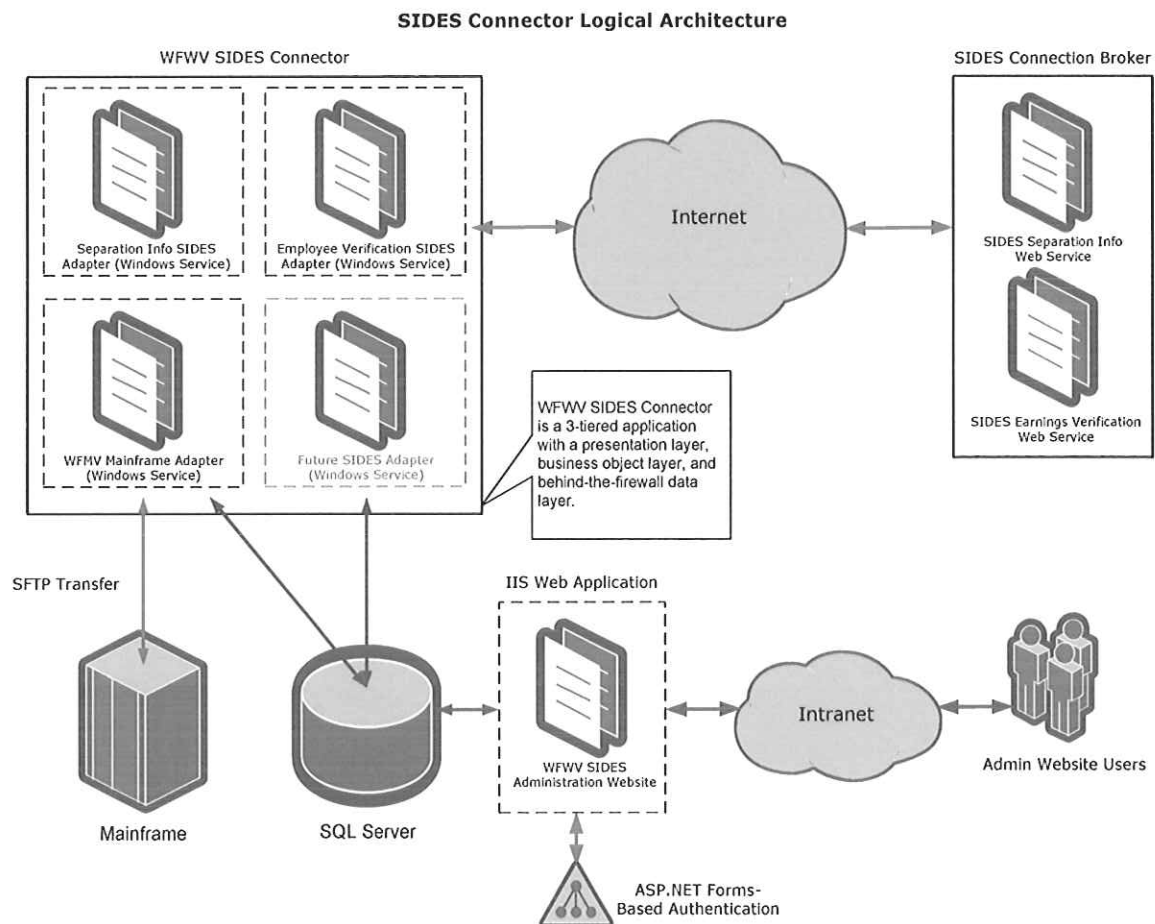 SIDES Connector Logical Architecture
WFWV SIDES Connector
SIDES Connection Broker
Separation Info SIDES
Adapter (Windows Service)
Employee Verification SIDES
Adapter (Windows Service)
Internet
SIDES Separation Info
Web Service
WFMV Mainframe Adapter
(Windows Service)
Future SIDES Adapter
(Windows Service)
WFWV SIDES Connector
is a 3-tiered application
with a presentation layer,
business object layer, and
behind-the-firewall data
layer.
SIDES Earnings Verification
Web Service
SFTP Transfer
IIS Web Application
WFWV SIDES
Administration Website
Intranet
Admin Website Users
Mainframe
SQL Server
ASP.NET Forms-
Based Authentication